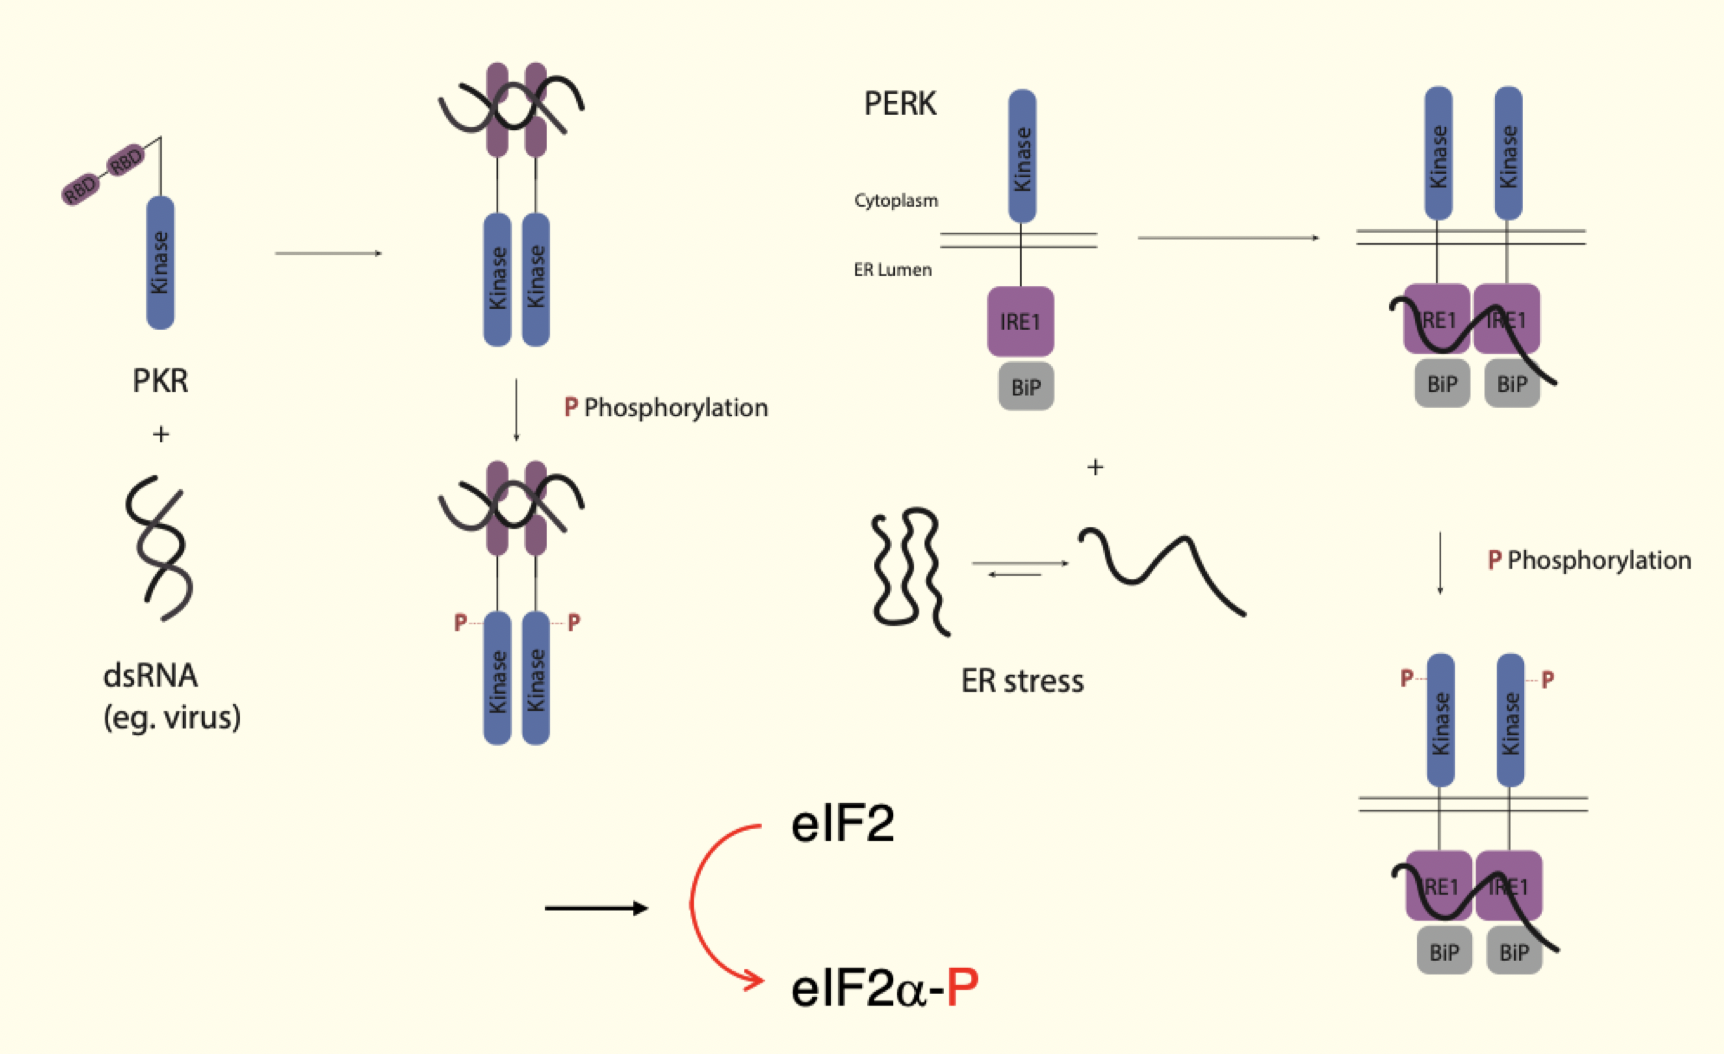 RBD
RBD
Kinase
PKR
+
dsRNA
(eg. virus)
Kinase
Kinase
P Phosphorylation
P
P
Kinase
Kinase
PERK
Kinase
Cytoplasm
ER Lumen
IRE1
BiP
+
ER stress
Kinase
Kinase
IRE1
IRE1
BiP
BiP
P Phosphorylation
P
P
Kinase
Kinase
IRE1
IRE1
BiP
BiP
eIF2
eIF2α-P